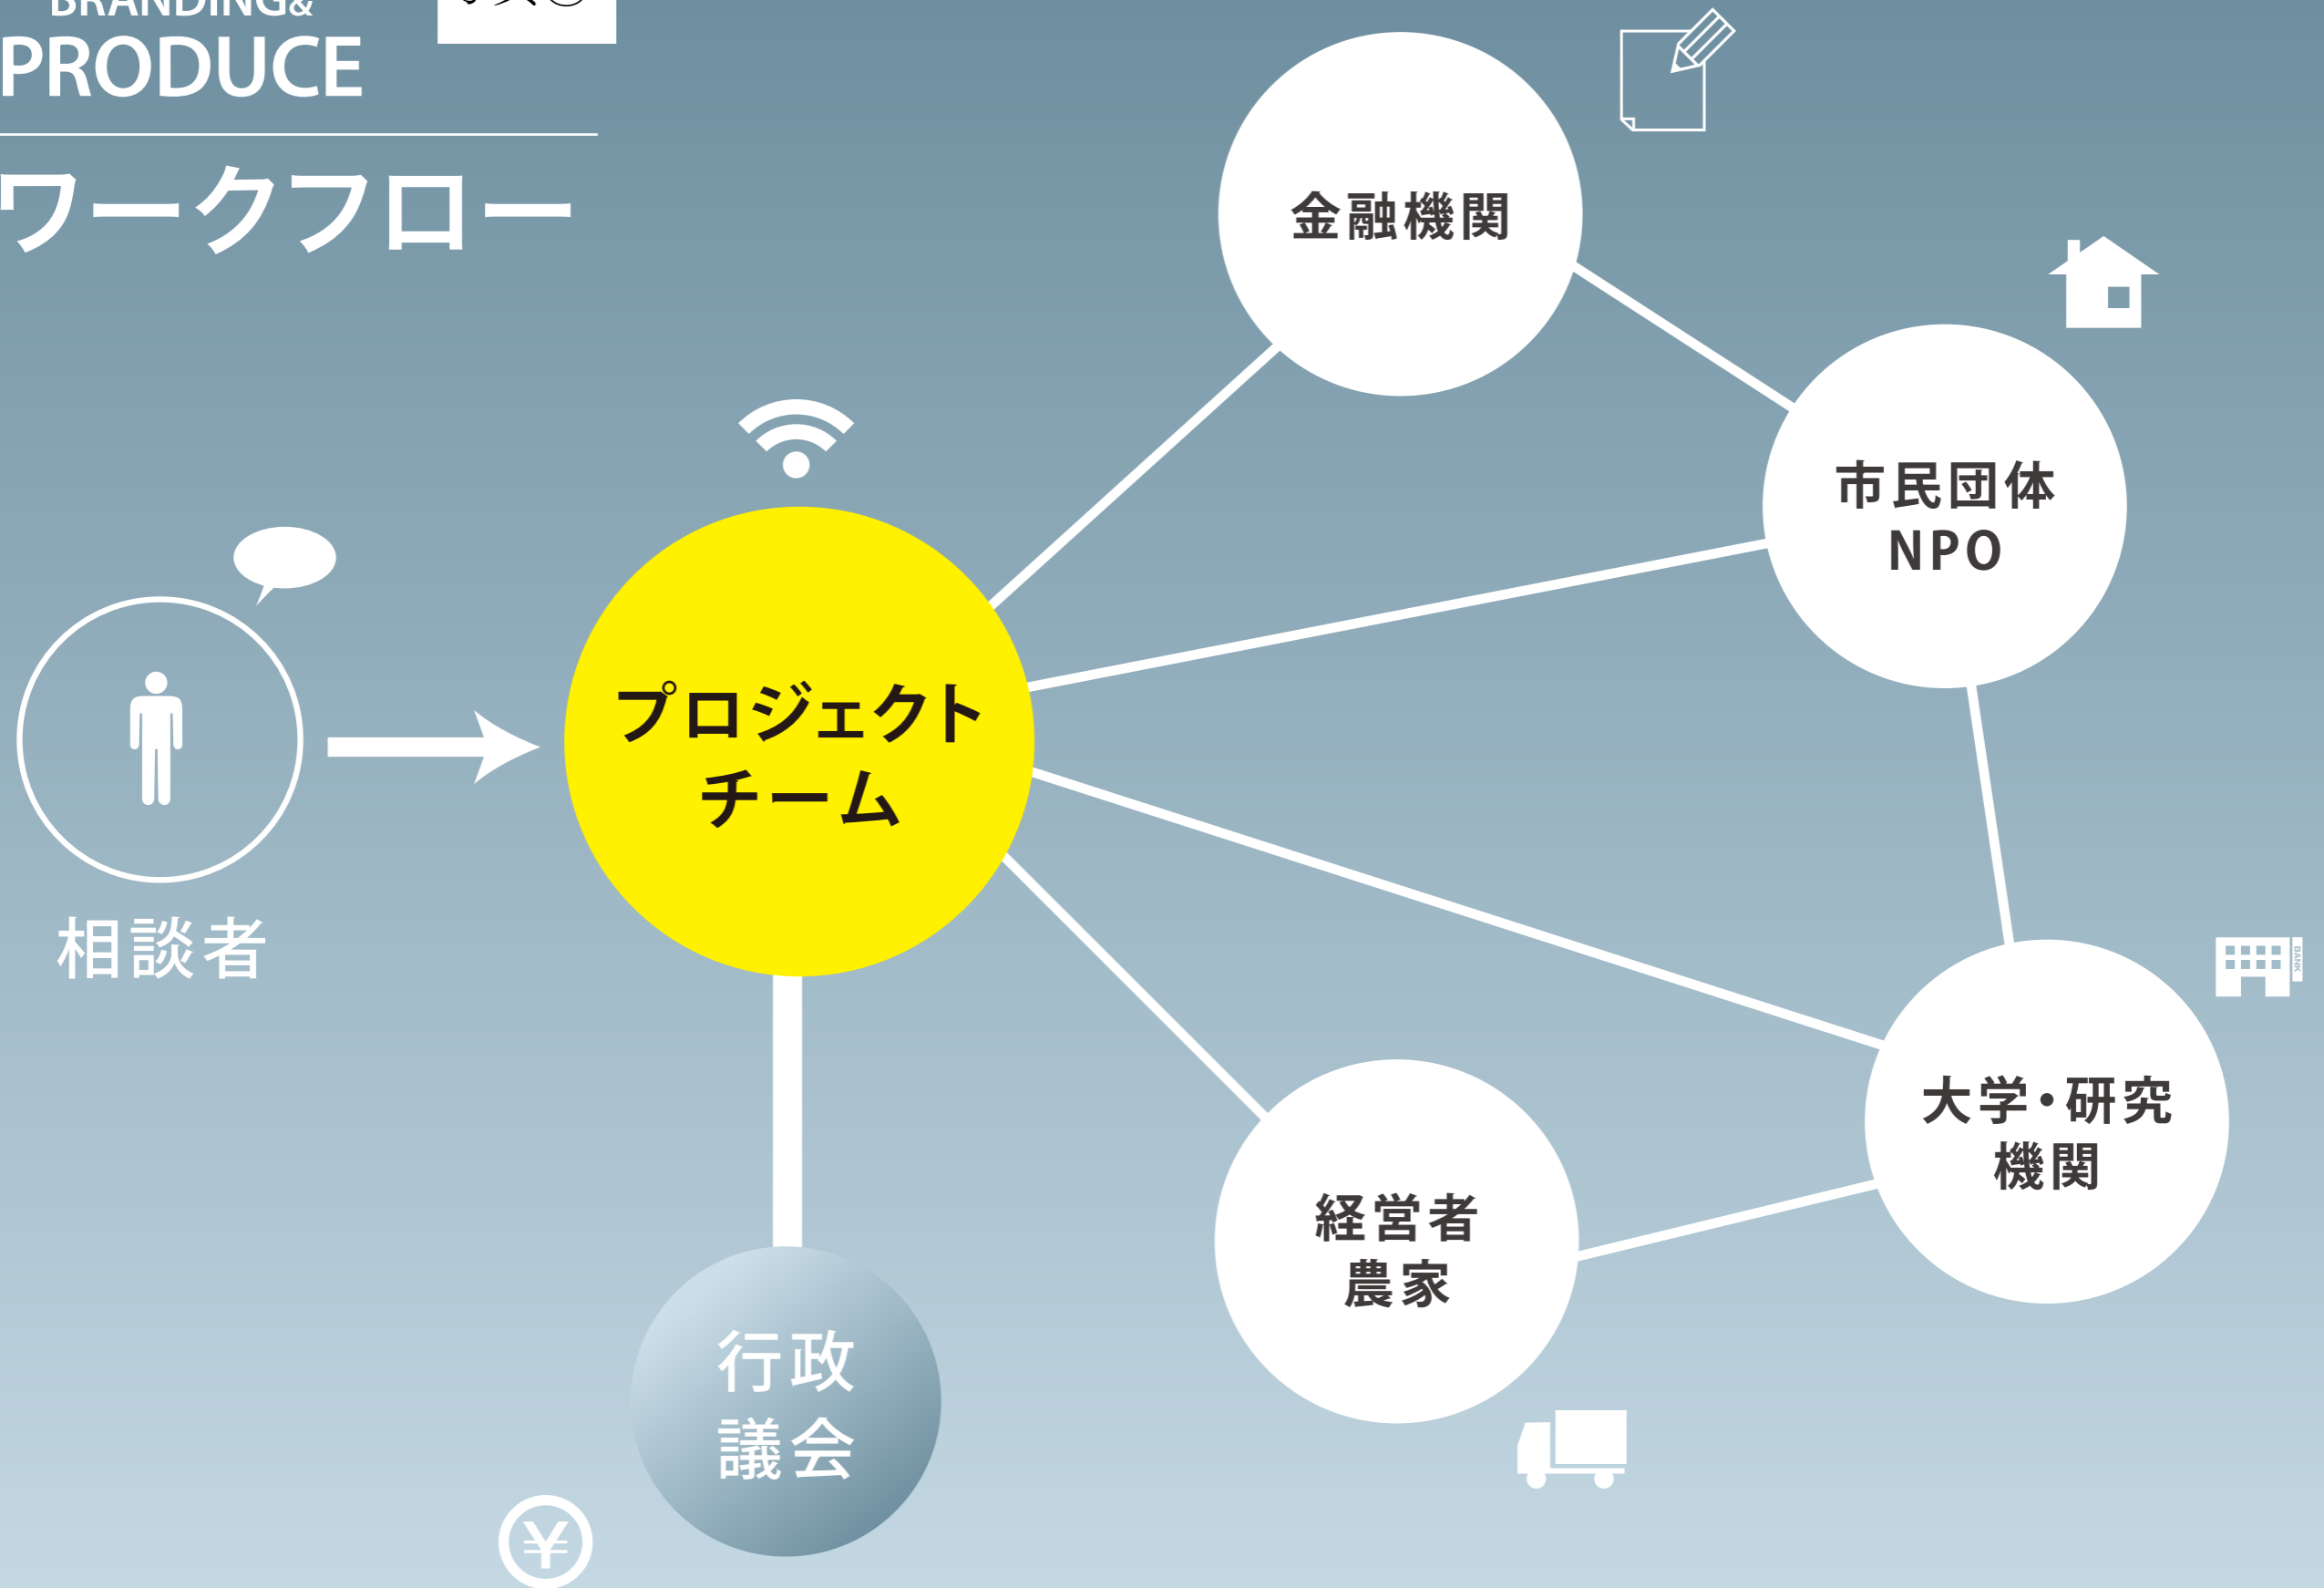 BRANDING&
PRODUCE
ワークフロー
金融機関
市民団体
NPO
プロジェクト
チーム
相談者
BANK
大学・研究
機関
経営者
農家
行政
議会
¥